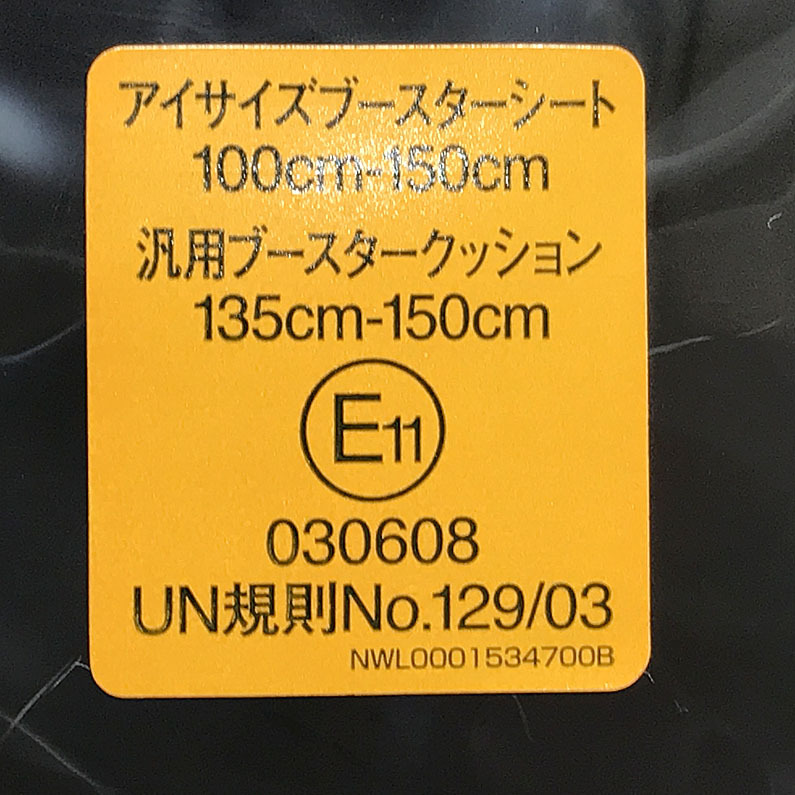 アイサイズブースターシート
100cm-150cm
汎用ブースタークッション
135cm-150cm
E11
030608
UN規則No.129/03
NWL0001534700B